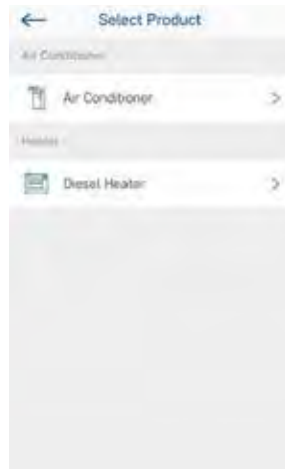 Select Product
Air Conditioner
Air Conditioner
Heater
Diesel Heater